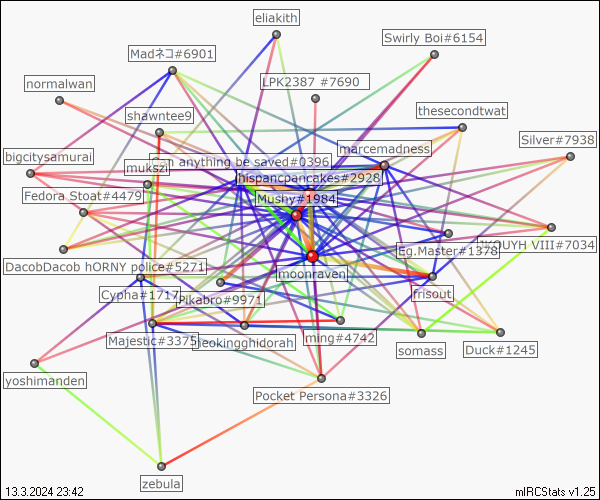 eliakith
Swirly Boi#6154
Madネコ#6901
normalwan
LPK2387 #7690
shawntee9
thesecondtwat
Silver#7938
marcemadness
bigcitysamurai
Can anything be saved#0396
mukszi
hispancpancakes#2928
Fedora Stoat#4479
Mushy#1984
Eg.Master#1378
VIII#7034
DacobDacob hORNY police#5271
moonraven
Cypha#1717
Pikabro#9971
frisout
Majestic#3375
neokingghidorah
ming#4742
somass
Duck#1245
yoshimanden
Pocket Persona#3326
zebula
13.3.2024 23:42
mIRCStats v1.25